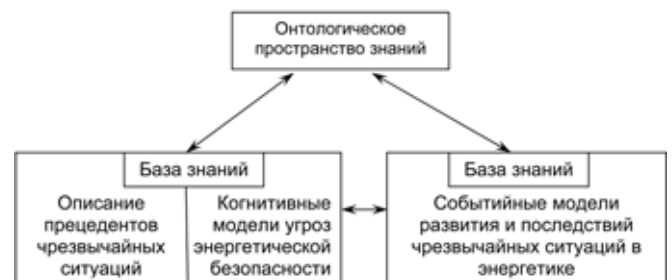 Онтологическое
пространство знаний
База знаний
Описание
прецедентов
чрезвычайных
ситуаций
Когнитивные
модели угроз
энергетической
безопасности
База знаний
Событийные модели
развития и последствий
чрезвычайных ситуаций в
энергетике